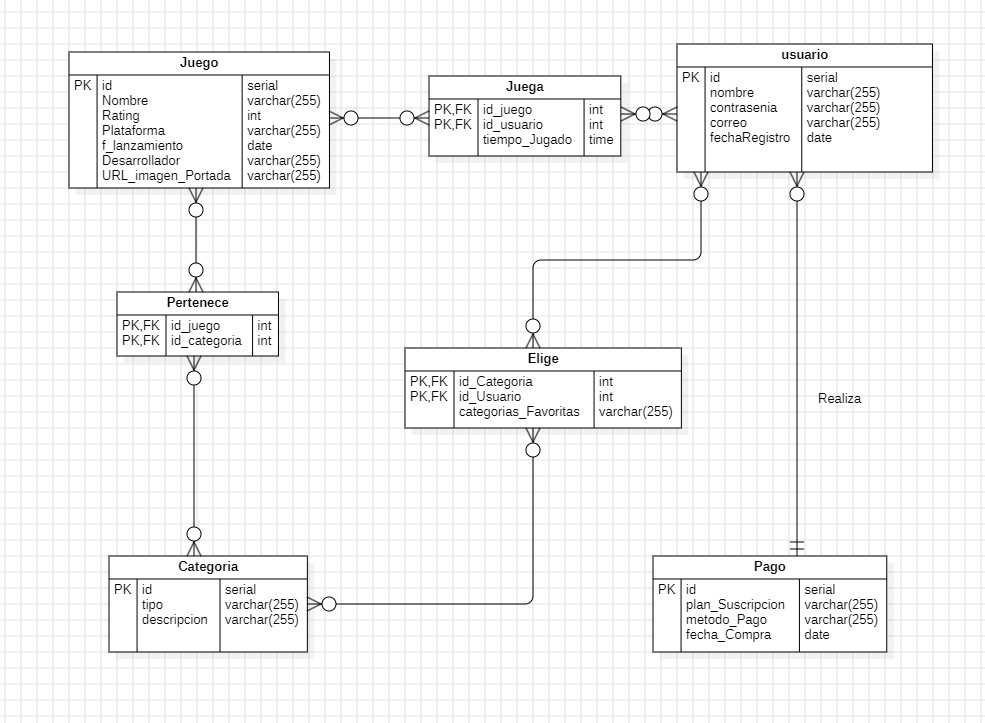 Juego
PK id serial
Nombre varchar(255)
Rating int
Plataforma varchar(255)
f_lanzamiento date
Desarrollador varchar(255)
URL_imagen_Portada varchar(255)
Juega
PK,FK id_juego int
PK,FK id_usuario int
tiempo_Jugado time
usuario
PK id serial
nombre varchar(255)
contrasenia varchar(255)
correo varchar(255)
fechaRegistro date
Pertenece
PK,FK id_juego int
PK,FK id_categoria int
Elige
PK,FK id_Categoria int
PK,FK id_Usuario int
categorias_Favoritas varchar(255)
Realiza
Categoria
PK id serial
tipo varchar(255)
descripcion varchar(255)
Pago
PK id serial
plan_Suscripcion varchar(255)
metodo_Pago varchar(255)
fecha_Compra date